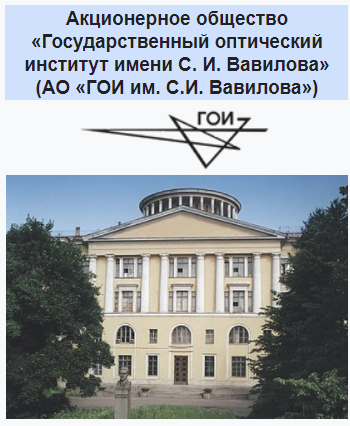 Акционерное общество
«Государственный оптический
институт имени С. И. Вавилова»
(АО «ГОИ им. С.И. Вавилова»)
ГОИ